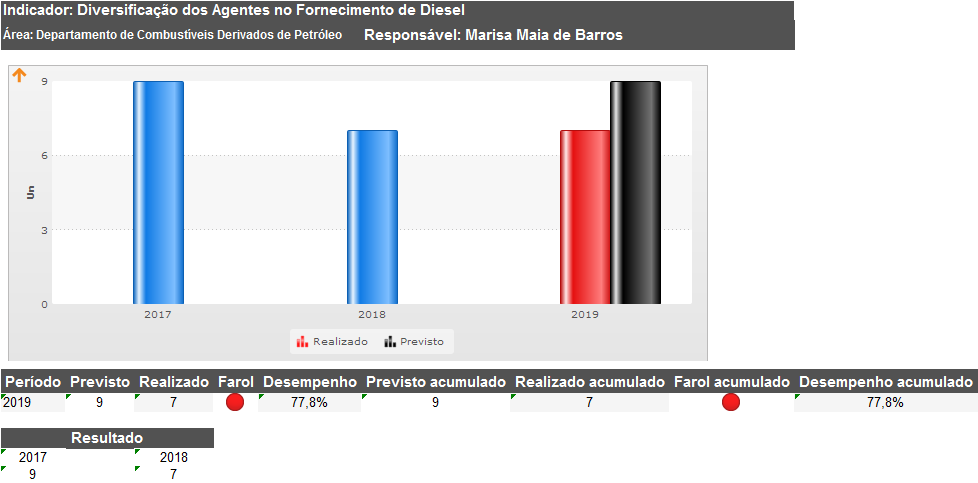 Indicador: Diversificação dos Agentes no Fornecimento de Diesel
Área: Departamento de Combustíveis Derivados de Petróleo Responsável: Marisa Maia de Barros
9
6
Un
3
0
2017 2018 2019
Realizado Previsto
Período Previsto Realizado Farol Desempenho Previsto acumulado Realizado acumulado Farol acumulado Desempenho acumulado
2019 9 7 77,8% 9 7 77,8%
Resultado
2017 2018
9 7